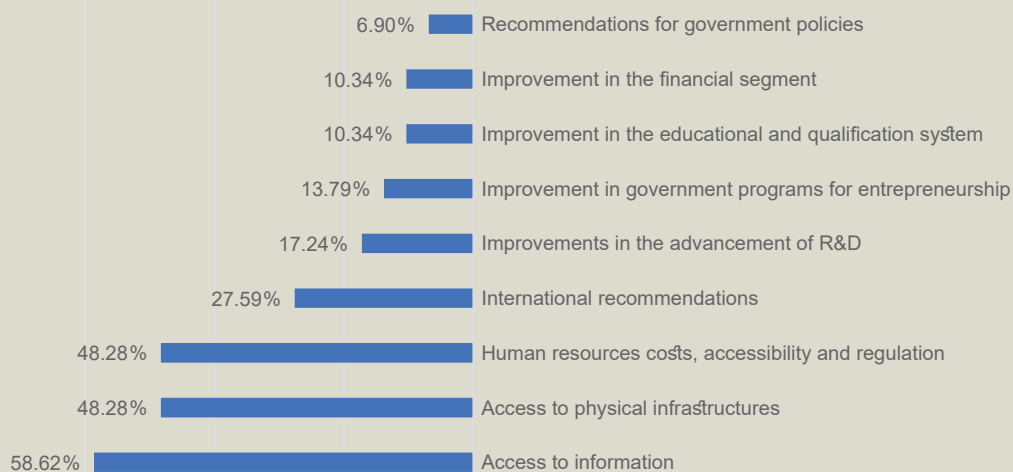 6.90% Recommendations for government policies
10.34% Improvement in the financial segment
10.34% Improvement in the educational and qualification system
13.79% Improvement in government programs for entrepreneurship
17.24% Improvements in the advancement of R&D
27.59% International recommendations
48.28% Human resources costs, accessibility and regulation
48.28% Access to physical infrastructures
58.62% Access to information